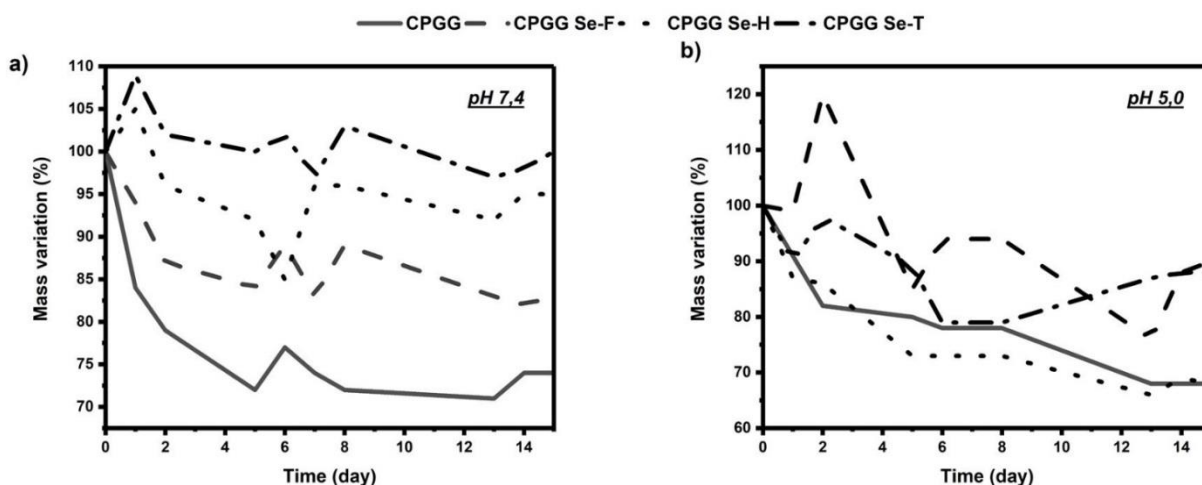 CPGG CPGG Se-F CPGG Se-H CPGG Se-T
a)
pH 7,4
110
105
100
95
90
85
80
75
70
Mass variation (%)
0 2 4 6 8 10 12 14
Time (day)
b)
pH 5,0
120
110
100
90
80
70
60
Mass variation (%)
0 2 4 6 8 10 12 14
Time (day)